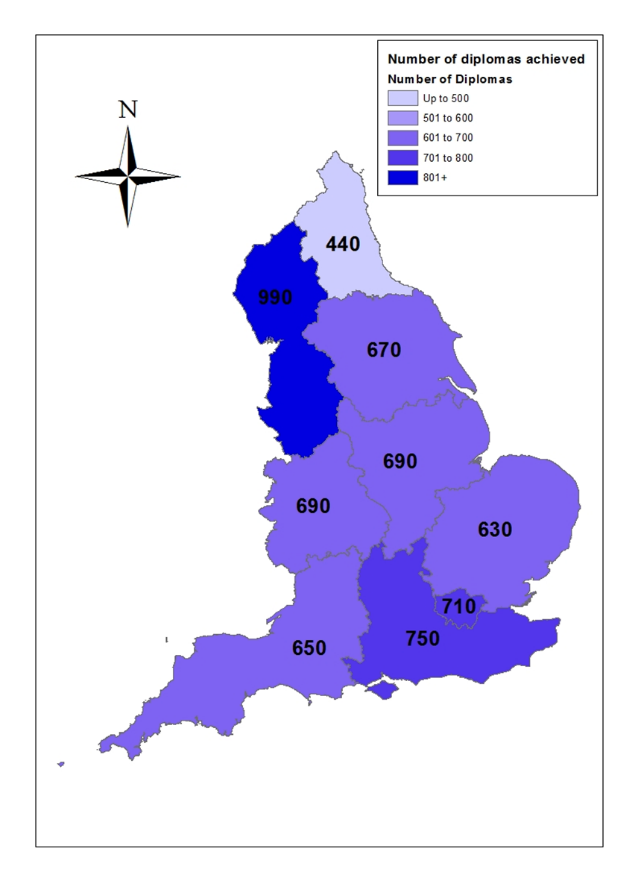 Number of diplomas achieved
Number of Diplomas
Up to 500
501 to 600
601 to 700
701 to 800
801+
N
440
990
670
690
690
630
710
750
650